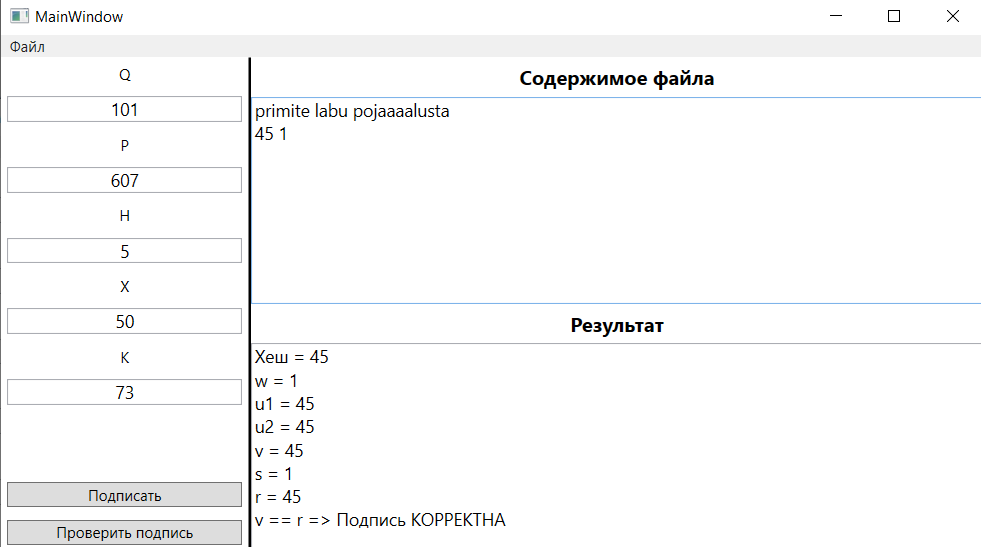 MainWindow
Файл
Q
101
P
607
H
5
X
50
K
73
Подписать
Проверить подпись
Содержимое файла
primite labu pojaaaalusta
45 1
Результат
Хеш = 45
w = 1
u1 = 45
u2 = 45
v = 45
s = 1
r = 45
v == r => Подпись КОРРЕКТНА